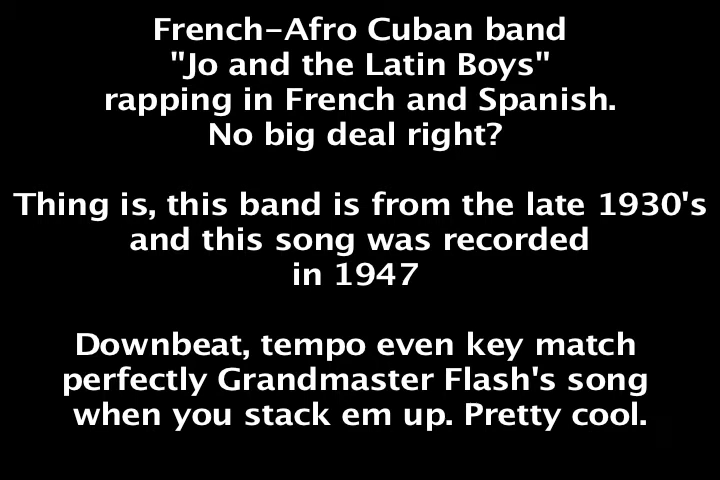 French-Afro Cuban band
"Jo and the Latin Boys"
rapping in French and Spanish.
No big deal right?
Thing is, this band is from the late 1930's
and this song was recorded
in 1947
Downbeat, tempo even key match
perfectly Grandmaster Flash's song
when you stack em up. Pretty cool.